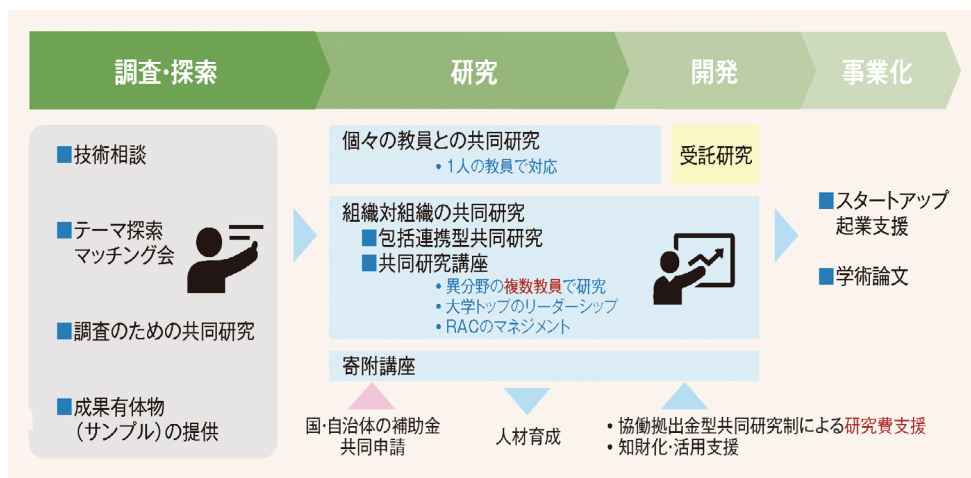 調査・探索
研究
開発
事業化
■技術相談
■テーマ探索
マッチング会
■調査のための共同研究
■成果有体物
（サンプル）の提供
個々の教員との共同研究
・1人の教員で対応
受託研究
組織対組織の共同研究
■包括連携型共同研究
■共同研究講座
・異分野の複数教員で研究
・大学トップのリーダーシップ
・RACのマネジメント
寄附講座
国・自治体の補助金
共同申請
人材育成
・協働拠出金型共同研究制による研究費支援
・知財化・活用支援
■スタートアップ
起業支援
■学術論文